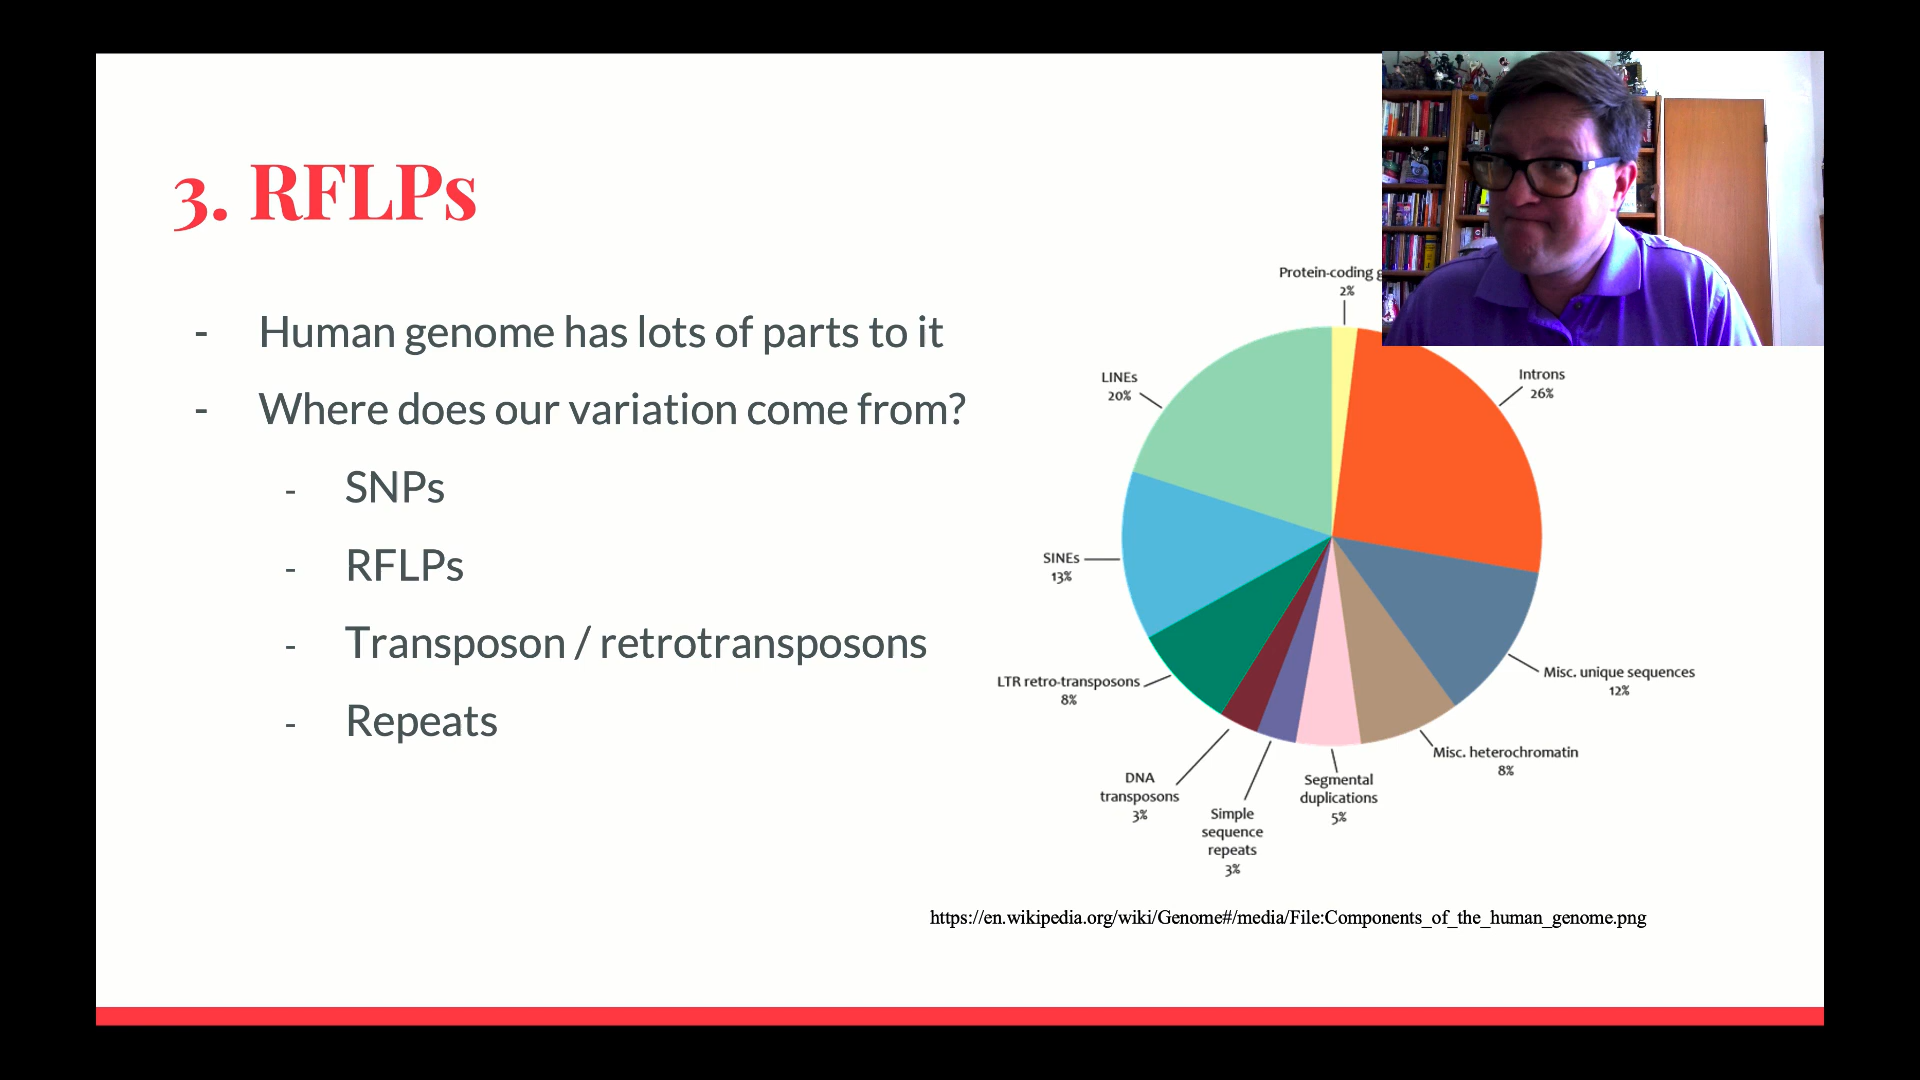 3. RFLPs
- Human genome has lots of parts to it
- Where does our variation come from?
- SNPs
- RFLPs
- Transposon / retrotransposons
- Repeats
Protein-coding
2%
Introns
26%
LINEs
20%
SINEs
13%
LTR retro-transposons
8%
Misc. unique sequences
12%
Misc. heterochromatin
8%
DNA
transposons
3%
Simple
sequence
repeats
3%
Segmental
duplications
5%
https://en.wikipedia.org/wiki/Genome#/media/File:Components_of_the_human_genome.png